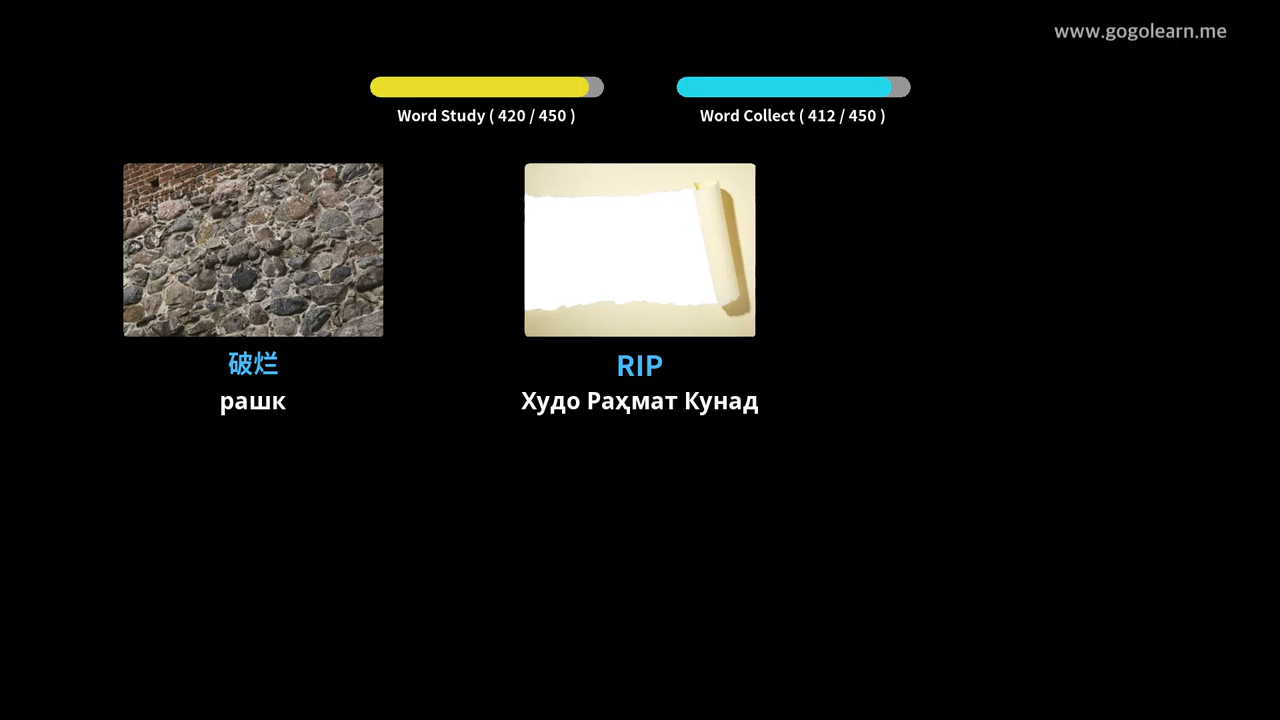 www.gogolearn.me
Word Study ( 420 / 450 )
Word Collect ( 412 / 450 )
破烂
рашк
RIP
Худо Раҳмат Кунад